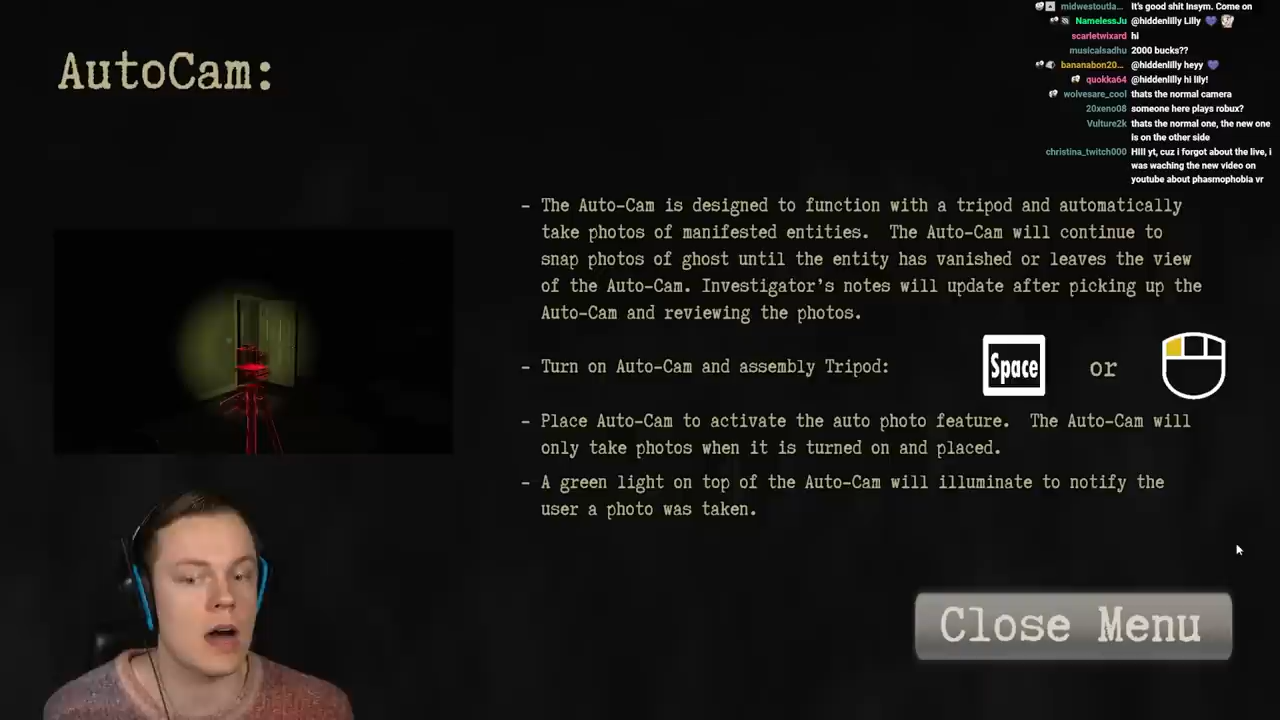 AutoCam:
midwestoutla... It's good shit Insym. Come on
NamelessJu @hiddenlilly Lilly
scarletwixard hi
musicalsadhu 2000 bucks??
bananabon20... @hiddenlilly heyy
quokka64 @hiddenlilly hi lily!
wolvesare_cool thats the normal camera
20xeno08 someone here plays robux?
Vulture2k thats the normal one, the new one
is on the other side
christina_twitch000 HIII yt, cuz i forgot about the live, i
was waching the new video on
youtube about phasmophobia vr
- The Auto-Cam is designed to function with a tripod and automatically
take photos of manifested entities. The Auto-Cam will continue to
snap photos of ghost until the entity has vanished or leaves the view
of the Auto-Cam. Investigator's notes will update after picking up the
Auto-Cam and reviewing the photos.
- Turn on Auto-Cam and assembly Tripod: Space or
- Place Auto-Cam to activate the auto photo feature. The Auto-Cam will
only take photos when it is turned on and placed.
- A green light on top of the Auto-Cam will illuminate to notify the
user a photo was taken.
Close Menu